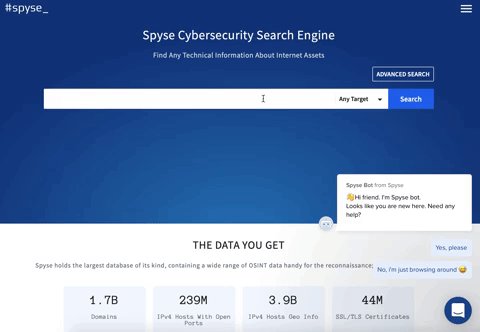 #spyse_
Spyse Cybersecurity Search Engine
Find Any Technical Information About Internet Assets
ADVANCED SEARCH
Any Target
Search
Spyse Bot from Spyse
👋Hi friend. I'm Spyse bot.
Looks like you are new here. Need any
help?
Yes, please
THE DATA YOU GET
Spyse holds the largest database of its kind, containing a wide range of OSINT data handy for the reconnaissance;
No, i'm just browsing around 😅
1.7B
Domains
239M
IPv4 Hosts With Open
Ports
3.9B
IPv4 Hosts Geo Info
44M
SSL/TLS Certificates